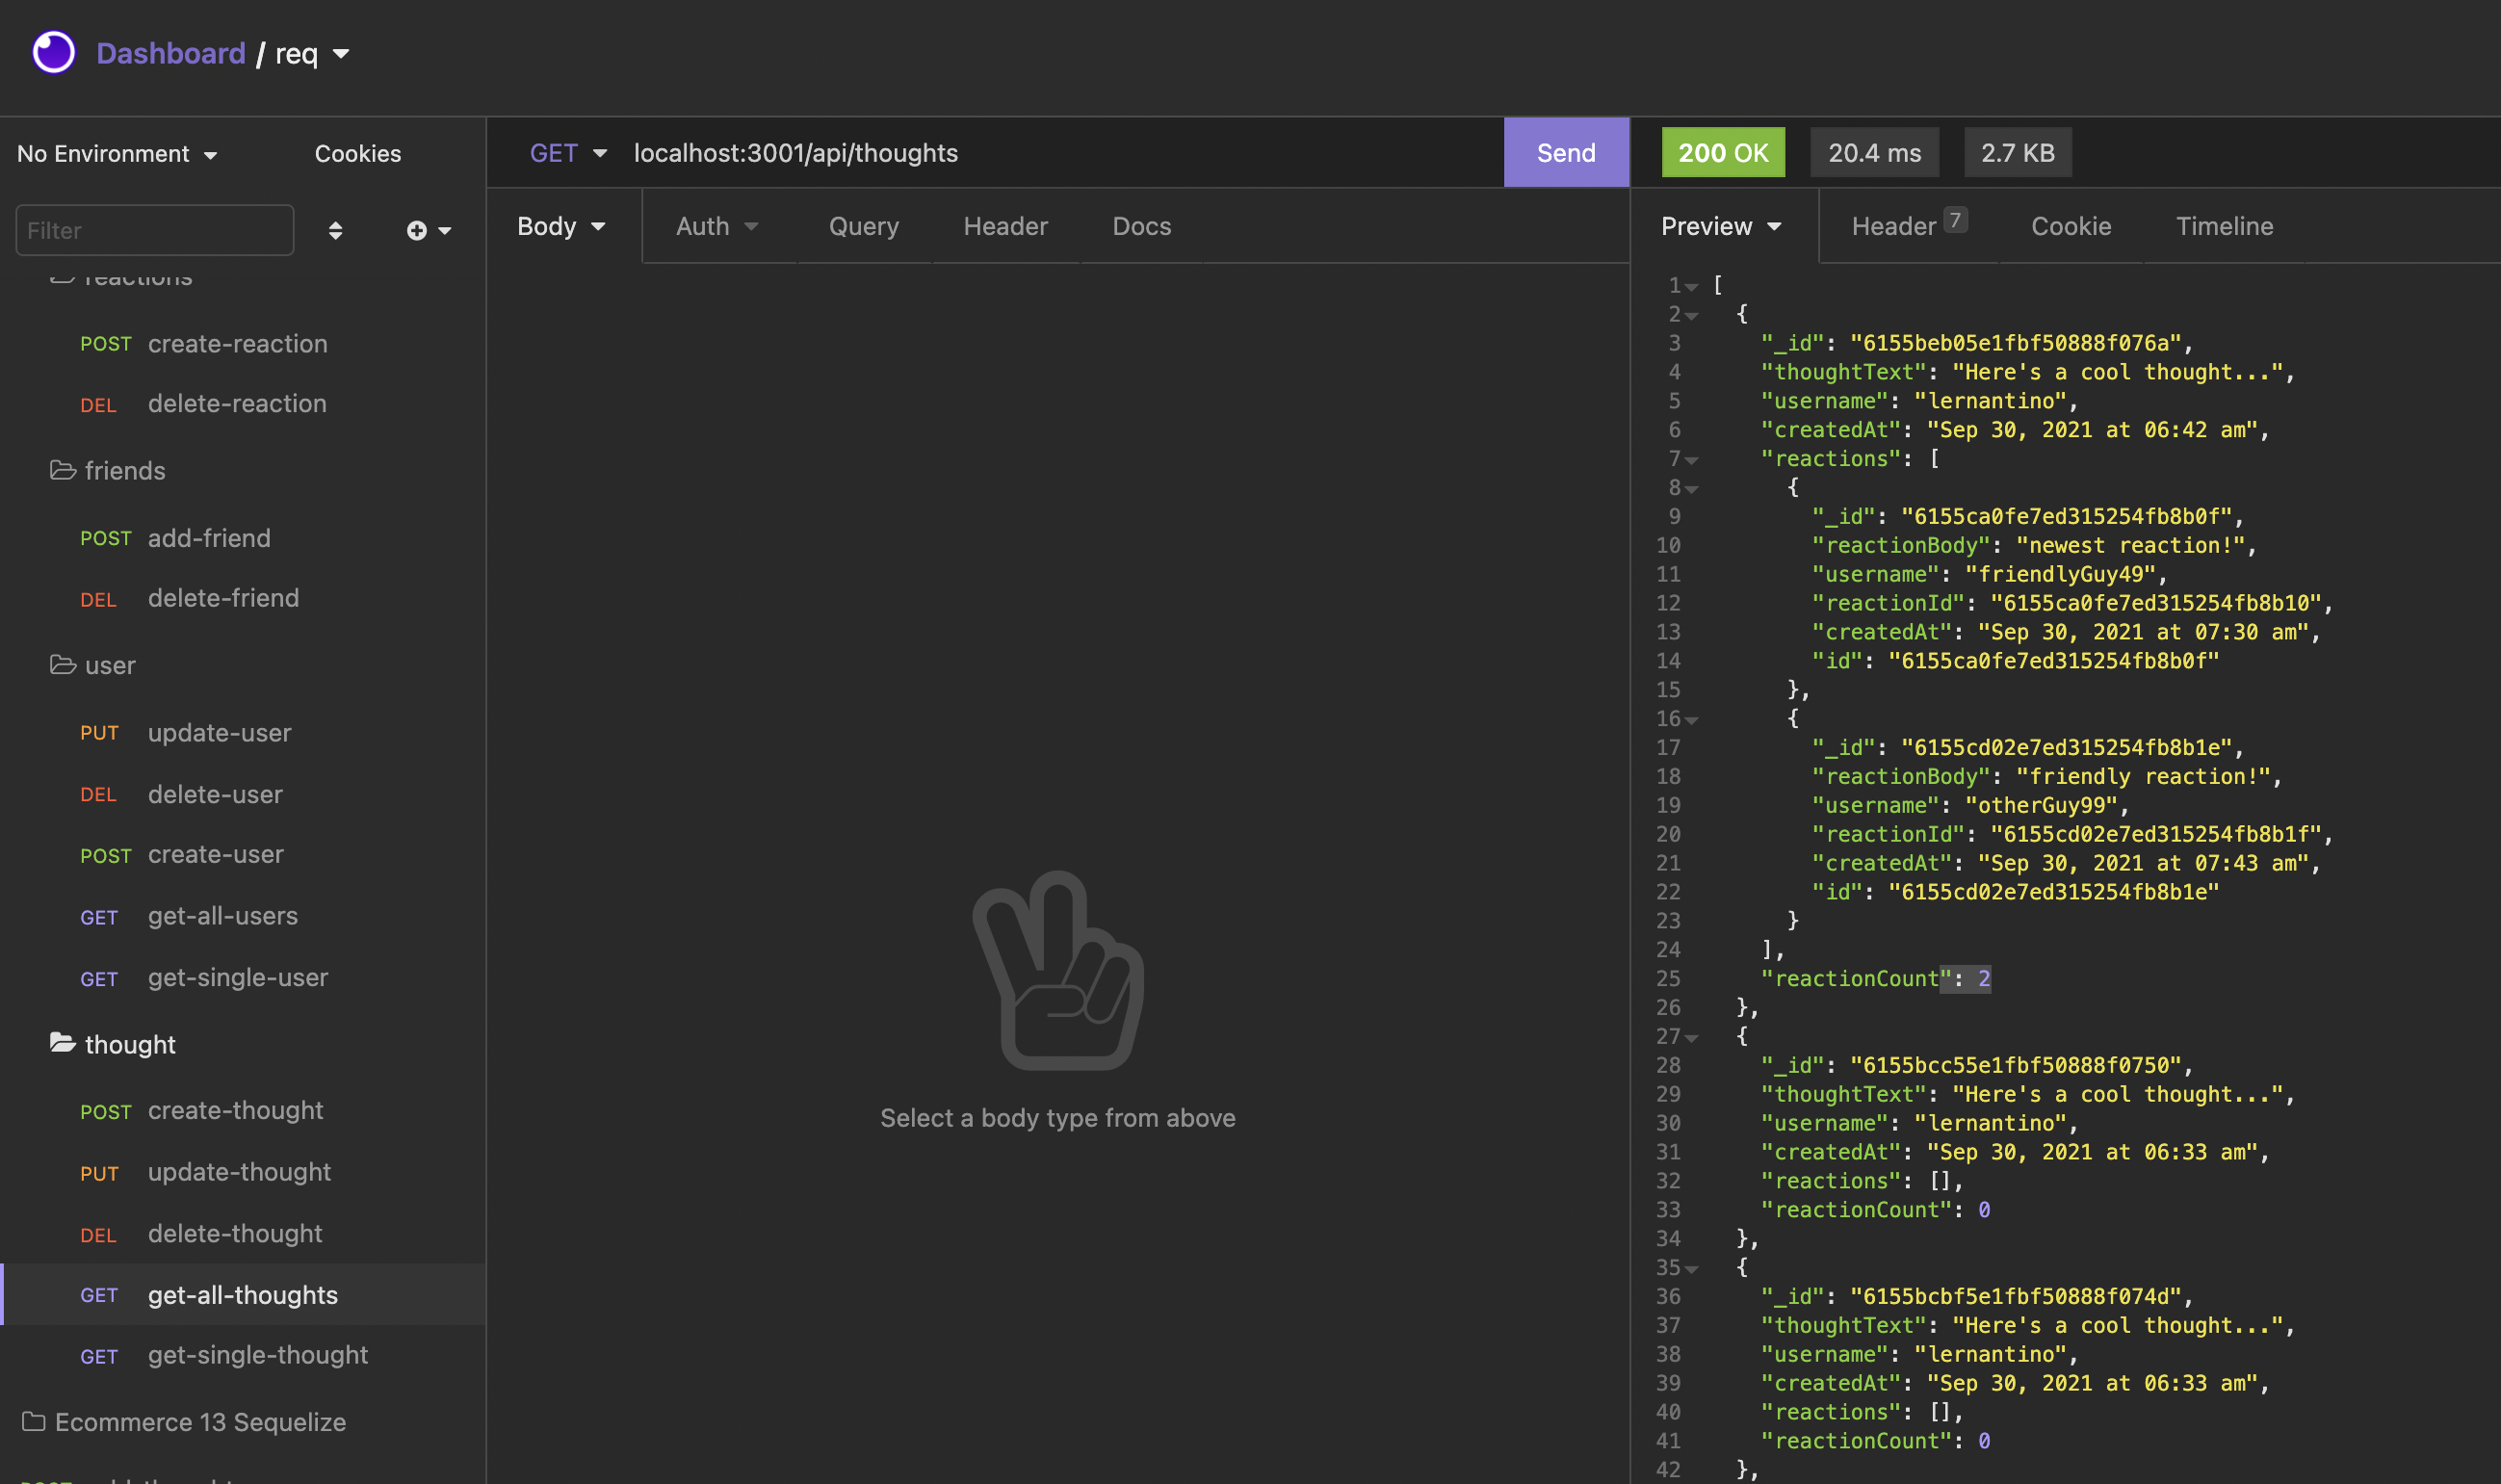 Dashboard / req
No Environment
Cookies
Filter
reactions
POST create-reaction
DEL delete-reaction
friends
POST add-friend
DEL delete-friend
user
PUT update-user
DEL delete-user
POST create-user
GET get-all-users
GET get-single-user
thought
POST create-thought
PUT update-thought
DEL delete-thought
GET get-all-thoughts
GET get-single-thought
Ecommerce 13 Sequelize
GET localhost:3001/api/thoughts Send
Body Auth Query Header Docs
Select a body type from above
200 OK 20.4 ms 2.7 KB
Preview Header 7 Cookie Timeline
1 [
2 {
3 "_id": "6155beb05e1fbf50888f076a",
4 "thoughtText": "Here's a cool thought...",
5 "username": "lernantino",
6 "createdAt": "Sep 30, 2021 at 06:42 am",
7 "reactions": [
8 {
9 "_id": "6155ca0fe7ed315254fb8b0f",
10 "reactionBody": "newest reaction!",
11 "username": "friendlyGuy49",
12 "reactionId": "6155ca0fe7ed315254fb8b10",
13 "createdAt": "Sep 30, 2021 at 07:30 am",
14 "id": "6155ca0fe7ed315254fb8b0f"
15 },
16 {
17 "_id": "6155cd02e7ed315254fb8b1e",
18 "reactionBody": "friendly reaction!",
19 "username": "otherGuy99",
20 "reactionId": "6155cd02e7ed315254fb8b1f",
21 "createdAt": "Sep 30, 2021 at 07:43 am",
22 "id": "6155cd02e7ed315254fb8b1e"
23 }
24 ],
25 "reactionCount": 2
26 },
27 {
28 "_id": "6155bcc55e1fbf50888f0750",
29 "thoughtText": "Here's a cool thought...",
30 "username": "lernantino",
31 "createdAt": "Sep 30, 2021 at 06:33 am",
32 "reactions": [],
33 "reactionCount": 0
34 },
35 {
36 "_id": "6155bcbf5e1fbf50888f074d",
37 "thoughtText": "Here's a cool thought...",
38 "username": "lernantino",
39 "createdAt": "Sep 30, 2021 at 06:33 am",
40 "reactions": [],
41 "reactionCount": 0
42 },